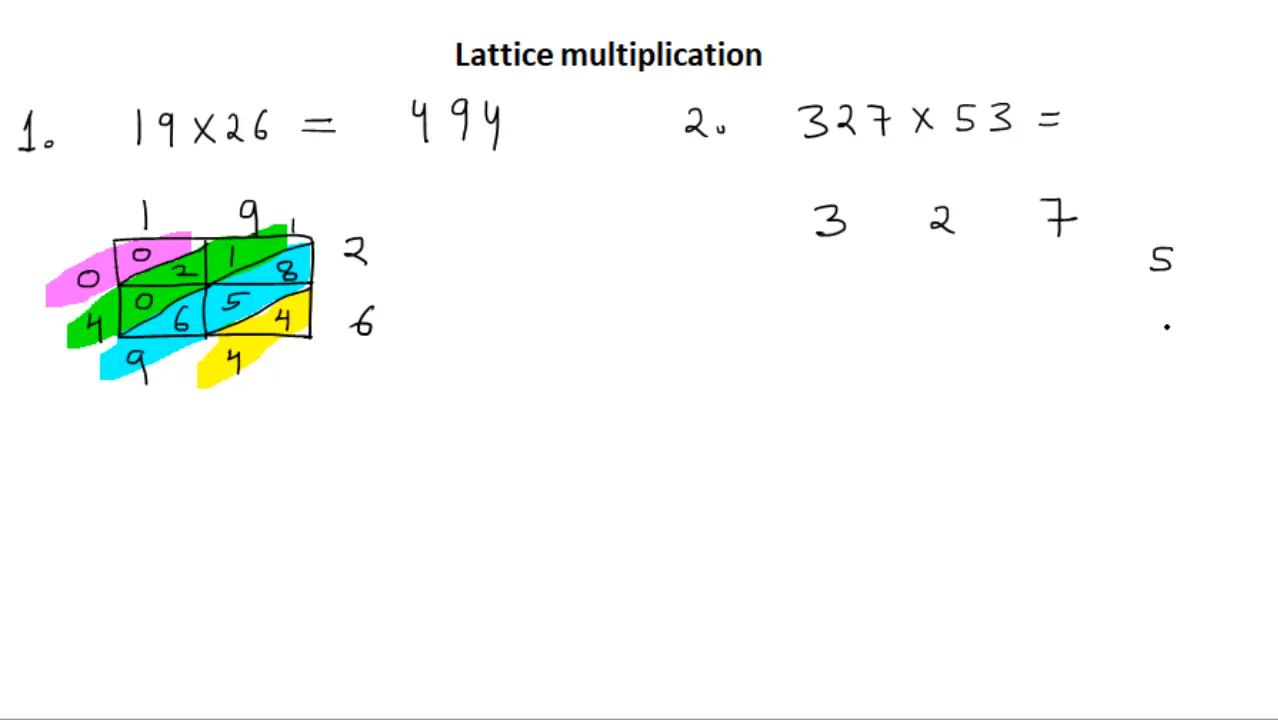 Lattice multiplication
1. 19 × 26 = 494
2. 327 × 53 =
1 9 1
0 0 2 1 8 2
4 0 6 5 4 6
9 4
3 2 7
5